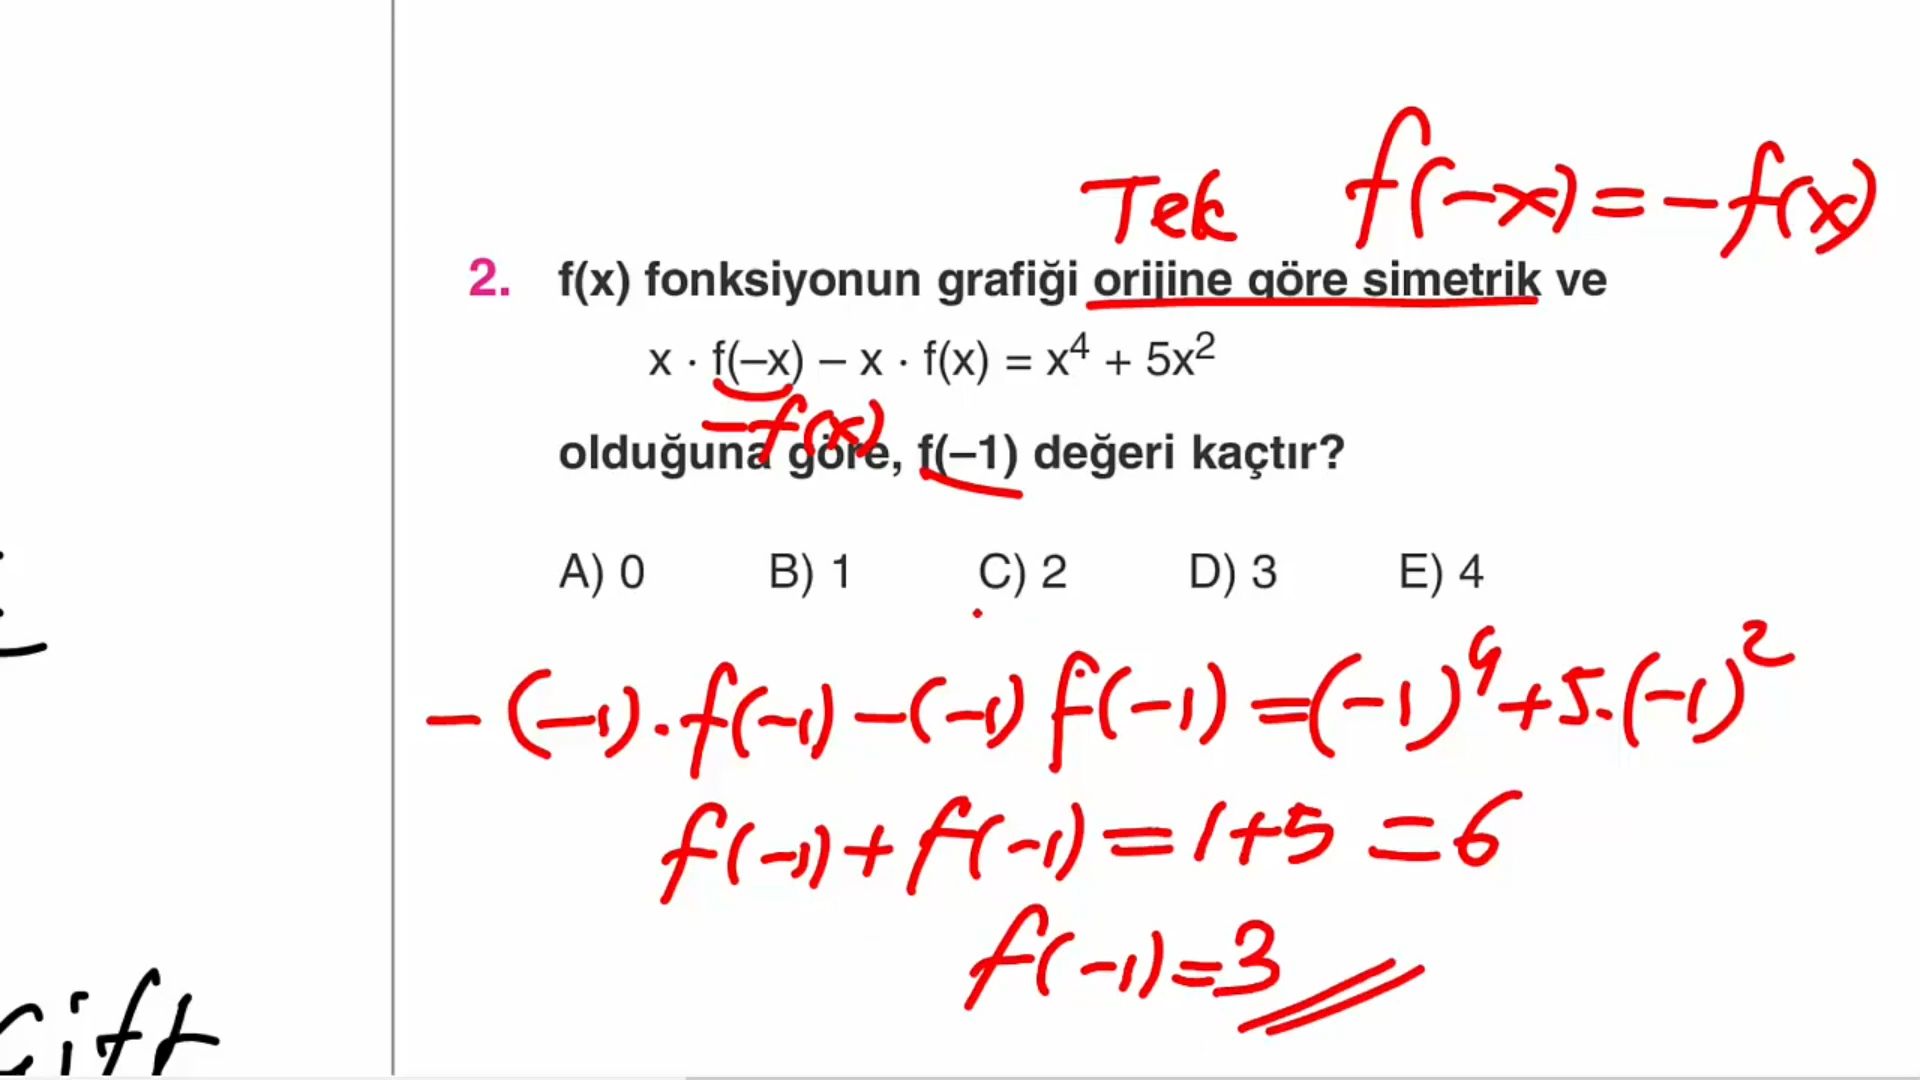 Tek f(-x)=-f(x)
2. f(x) fonksiyonun grafiği orijine göre simetrik ve
x · f(–x) – x · f(x) = x⁴ + 5x²
-f(x)
olduğuna göre, f(–1) değeri kaçtır?
A) 0 B) 1 C) 2 D) 3 E) 4
-(-1).f(-1)-(-1)f(-1)=(-1)⁴+5.(-1)²
f(-1)+f(-1)=1+5=6
f(-1)=3
çift